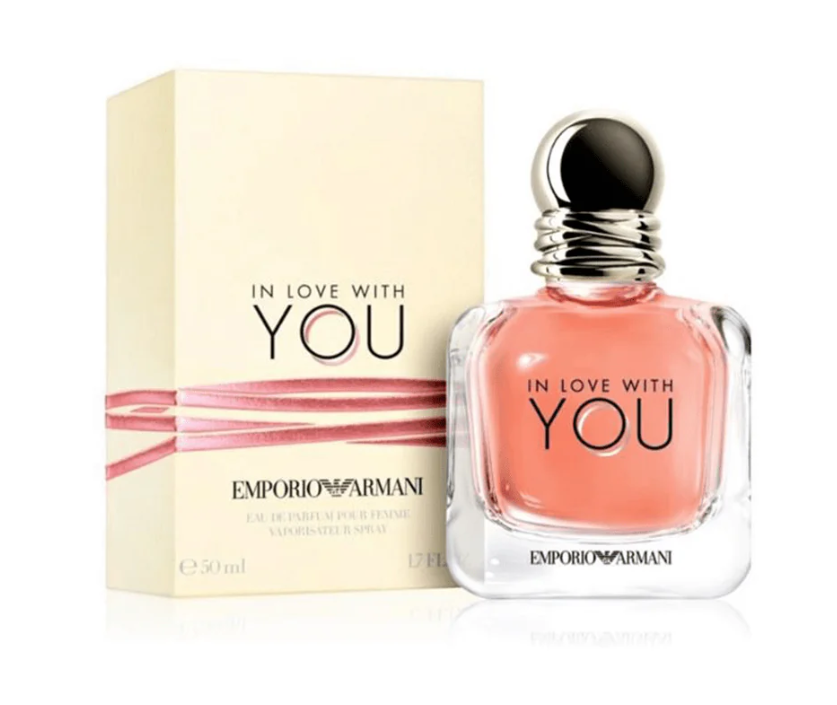 IN LOVE WITH
YOU
EMPORIO ARMANI
EAU DE PARFUM POUR FEMME
VAPORISATEUR SPRAY
℮ 50 ml
1.7 FL
IN LOVE WITH
YOU
EMPORIO ARMANI